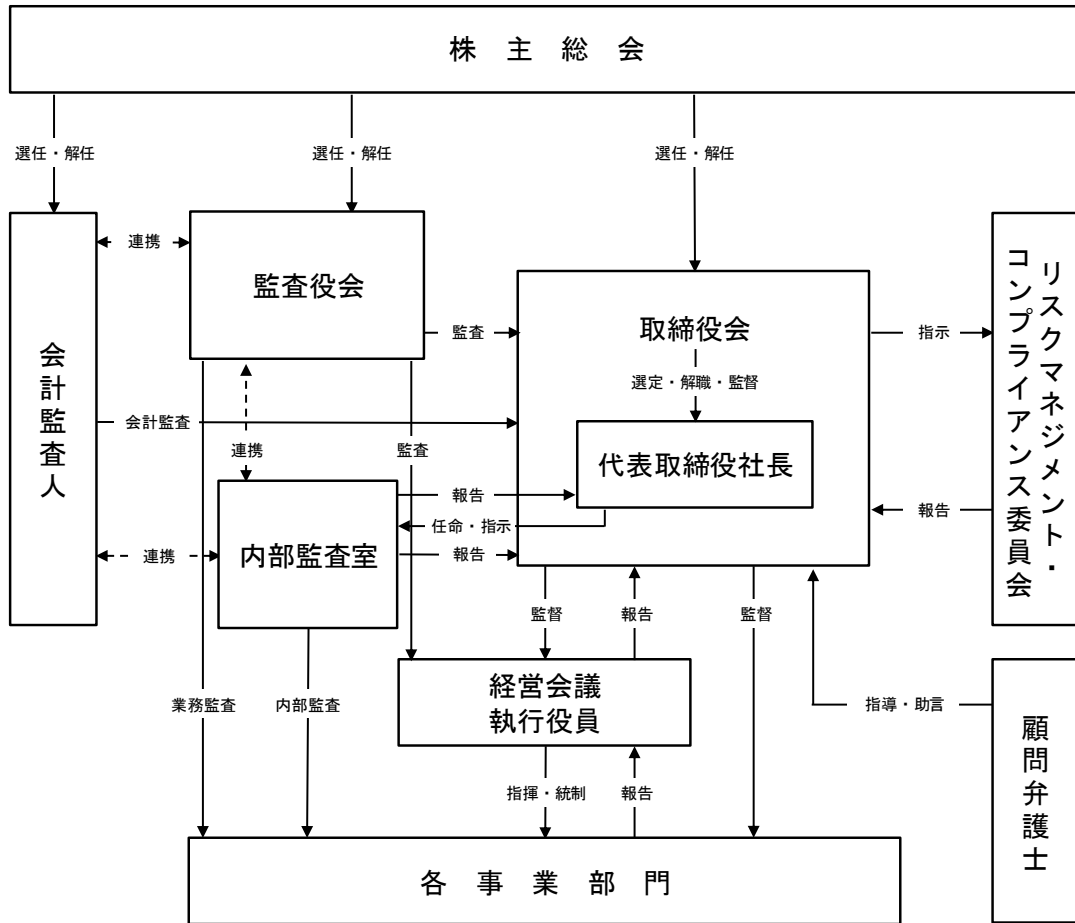 株 主 総 会
選任・解任
選任・解任
選任・解任
会計監査人
連携
監査役会
監査
取締役会
選定・解職・監督
代表取締役社長
指示
リスクマネジメント・
コンプライアンス委員会
会計監査
連携
監査
報告
任命・指示
報告
報告
連携
内部監査室
監督
報告
監督
業務監査
内部監査
経営会議
執行役員
指導・助言
顧問弁護士
指揮・統制
報告
各 事 業 部 門